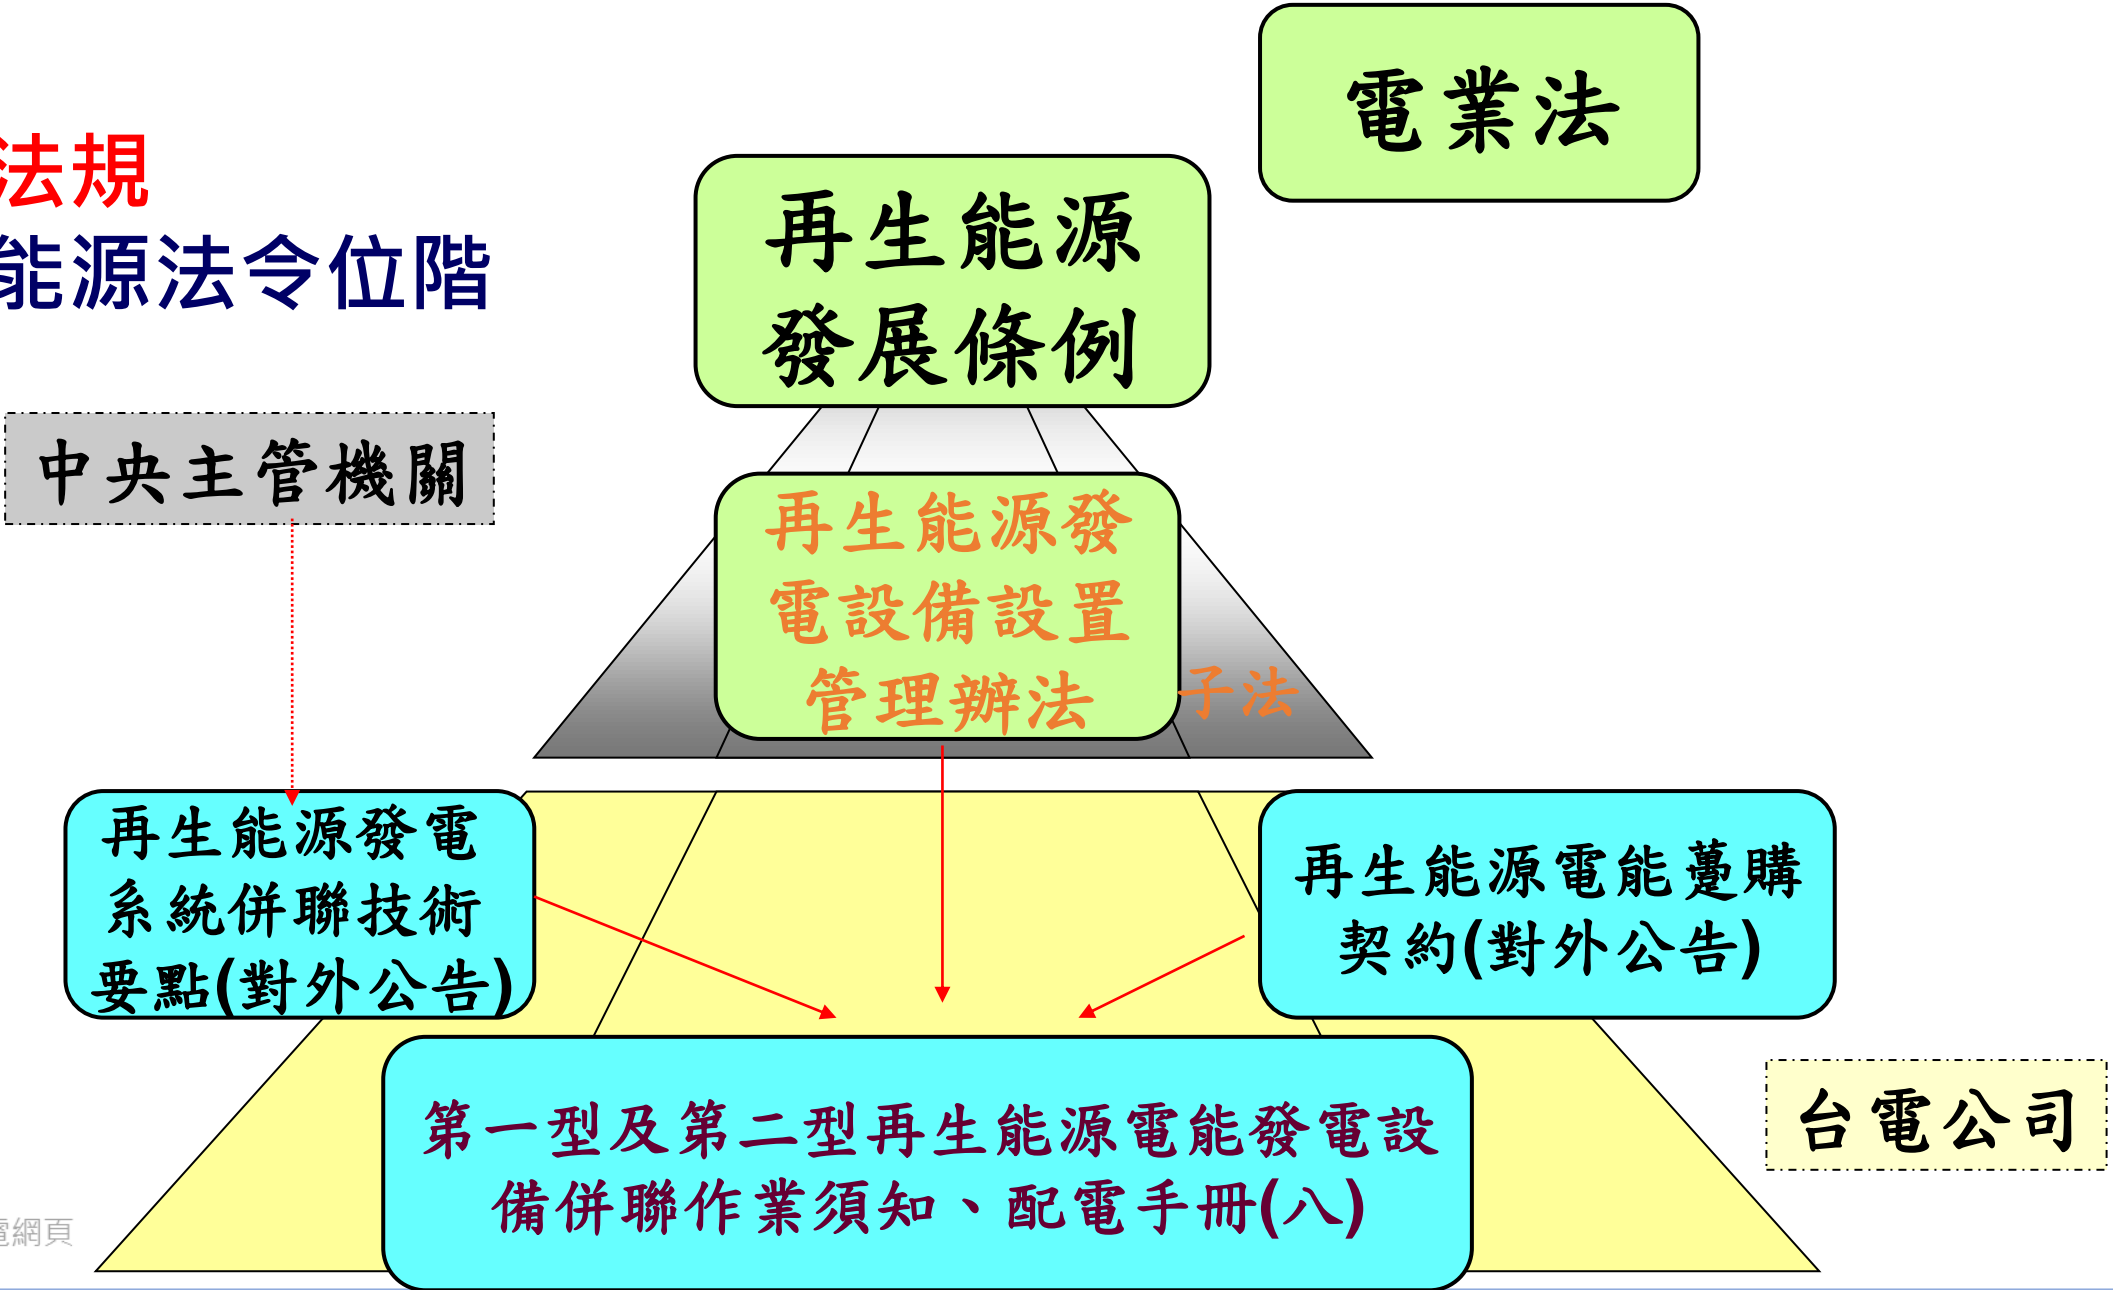 電業法
法規
能源法令位階
再生能源
發展條例
中央主管機關
再生能源發
電設備設置
管理辦法
子法
再生能源發電
系統併聯技術
要點(對外公告)
再生能源電能躉購
契約(對外公告)
第一型及第二型再生能源電能發電設
備併聯作業須知、配電手冊(八)
台電公司
電網頁